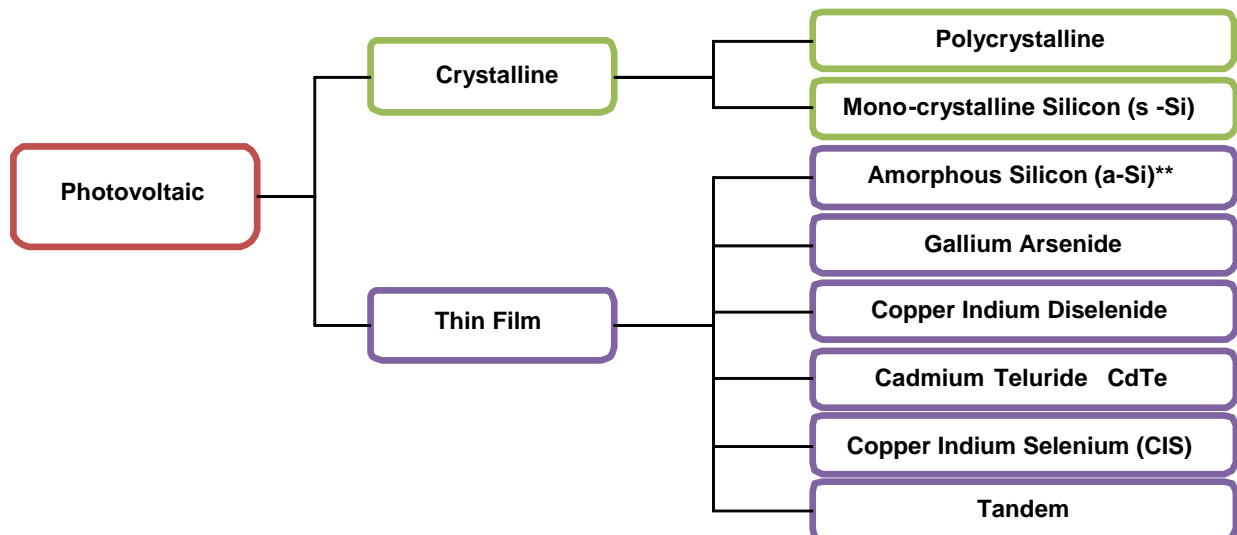 Photovoltaic
Crystalline
Polycrystalline
Mono-crystalline Silicon (s -Si)
Thin Film
Amorphous Silicon (a-Si)**
Gallium Arsenide
Copper Indium Diselenide
Cadmium Teluride CdTe
Copper Indium Selenium (CIS)
Tandem